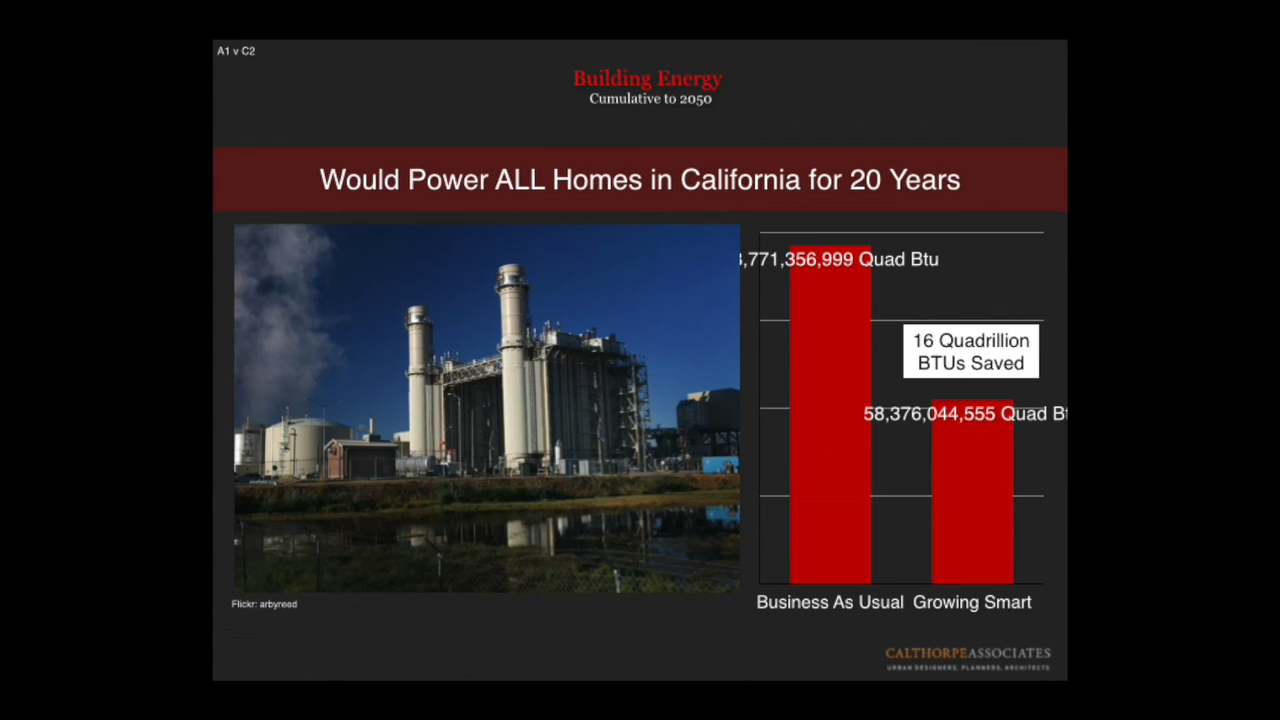 A1 v C2
Building Energy
Cumulative to 2050
Would Power ALL Homes in California for 20 Years
,771,356,999 Quad Btu
16 Quadrillion
BTUs Saved
58,376,044,555 Quad Bt
Business As Usual Growing Smart
Flickr: arbyreed
CALTHORPEASSOCIATES
URBAN DESIGNERS, PLANNERS, ARCHITECTS